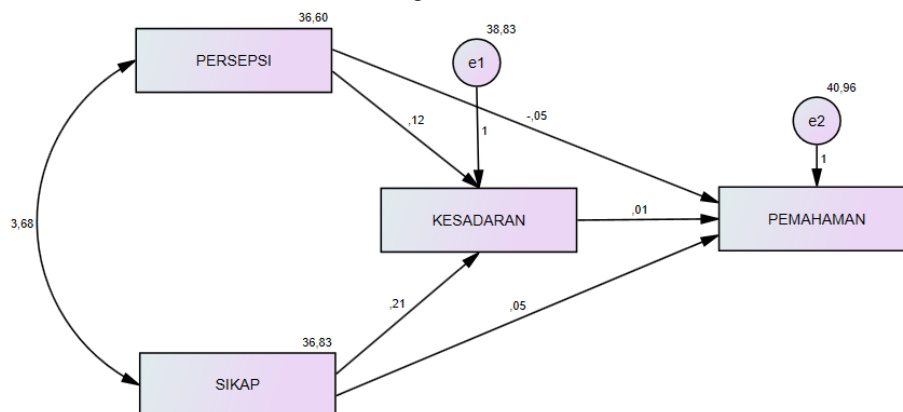 36,60
PERSEPSI
38,83
e1
40,96
e2
-,05
,12
1
1
3,68
KESADARAN
,01
PEMAHAMAN
,21
,05
36,83
SIKAP